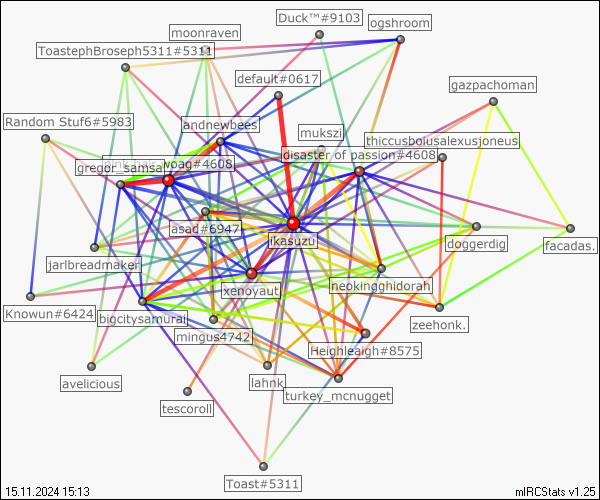 Duck™#9103
ogshroom
moonraven
ToastephBroseph5311#5311
default#0617
gazpachoman
Random Stuf6#5983
andnewbees
mukszi
thiccusboiusalexusjoneus
gregor_samsa
voag#4608
disaster of passion#4608
asad#6947
ikasuzu
doggerdig
facadas.
jarlbreadmaker
xenoyaut
neokingghidorah
Knowun#6424
bigcitysamurai
mingus4742
zeehonk.
Heighleaigh#8575
avelicious
lahnk
turkey_mcnugget
tescoroll
Toast#5311
15.11.2024 15:13
mIRCStats v1.25